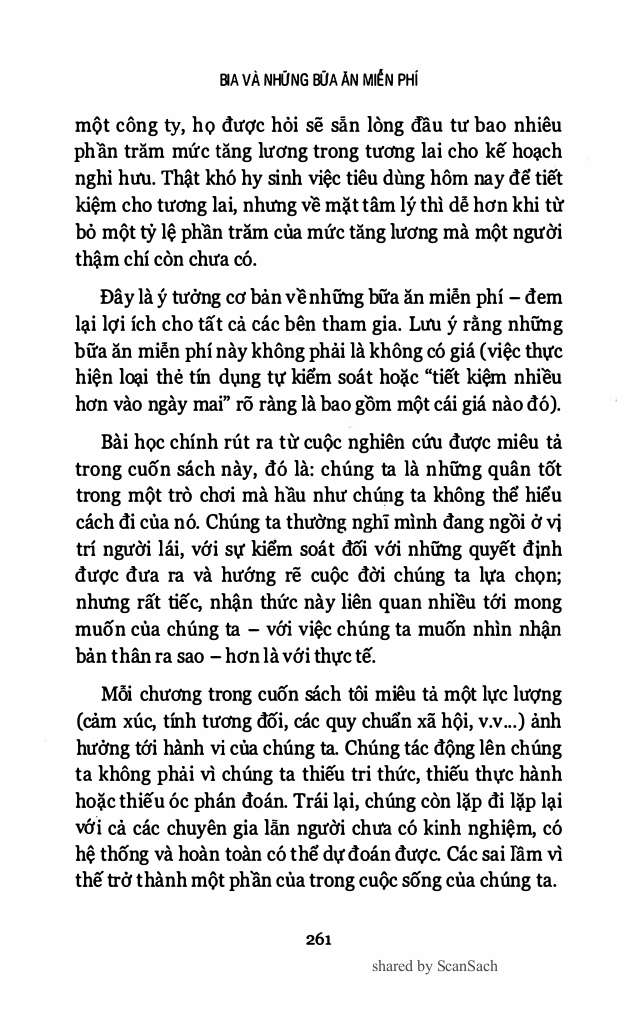 BIA VÀ NHỮNG BỮA ĂN MIỄN PHÍ
một công ty, họ được hỏi sẽ sẵn lòng đầu tư bao nhiêu
phần trăm mức tăng lương trong tương lai cho kế hoạch
nghỉ hưu. Thật khó hy sinh việc tiêu dùng hôm nay để tiết
kiệm cho tương lai, nhưng về mặt tâm lý thì dễ hơn khi từ
bỏ một tỷ lệ phần trăm của mức tăng lương mà một người
thậm chí còn chưa có.
Đây là ý tưởng cơ bản về những bữa ăn miễn phí – đem
lại lợi ích cho tất cả các bên tham gia. Lưu ý rằng những
bữa ăn miễn phí này không phải là không có giá (việc thực
hiện loại thẻ tín dụng tự kiểm soát hoặc “tiết kiệm nhiều
hơn vào ngày mai” rõ ràng là bao gồm một cái giá nào đó).
Bài học chính rút ra từ cuộc nghiên cứu được miêu tả
trong cuốn sách này, đó là: chúng ta là những quân tốt
trong một trò chơi mà hầu như chúng ta không thể hiểu
cách đi của nó. Chúng ta thường nghĩ mình đang ngồi ở vị
trí người lái, với sự kiểm soát đối với những quyết định
được đưa ra và hướng rẽ cuộc đời chúng ta lựa chọn;
nhưng rất tiếc, nhận thức này liên quan nhiều tới mong
muốn của chúng ta – với việc chúng ta muốn nhìn nhận
bản thân ra sao – hơn là với thực tế.
Mỗi chương trong cuốn sách tôi miêu tả một lực lượng
(cảm xúc, tính tương đối, các quy chuẩn xã hội, v.v...) ảnh
hưởng tới hành vi của chúng ta. Chúng tác động lên chúng
ta không phải vì chúng ta thiếu tri thức, thiếu thực hành
hoặc thiếu óc phán đoán. Trái lại, chúng còn lặp đi lặp lại
với cả các chuyên gia lẫn người chưa có kinh nghiệm, có
hệ thống và hoàn toàn có thể dự đoán được. Các sai lầm vì
thế trở thành một phần của trong cuộc sống của chúng ta.
261
shared by ScanSach